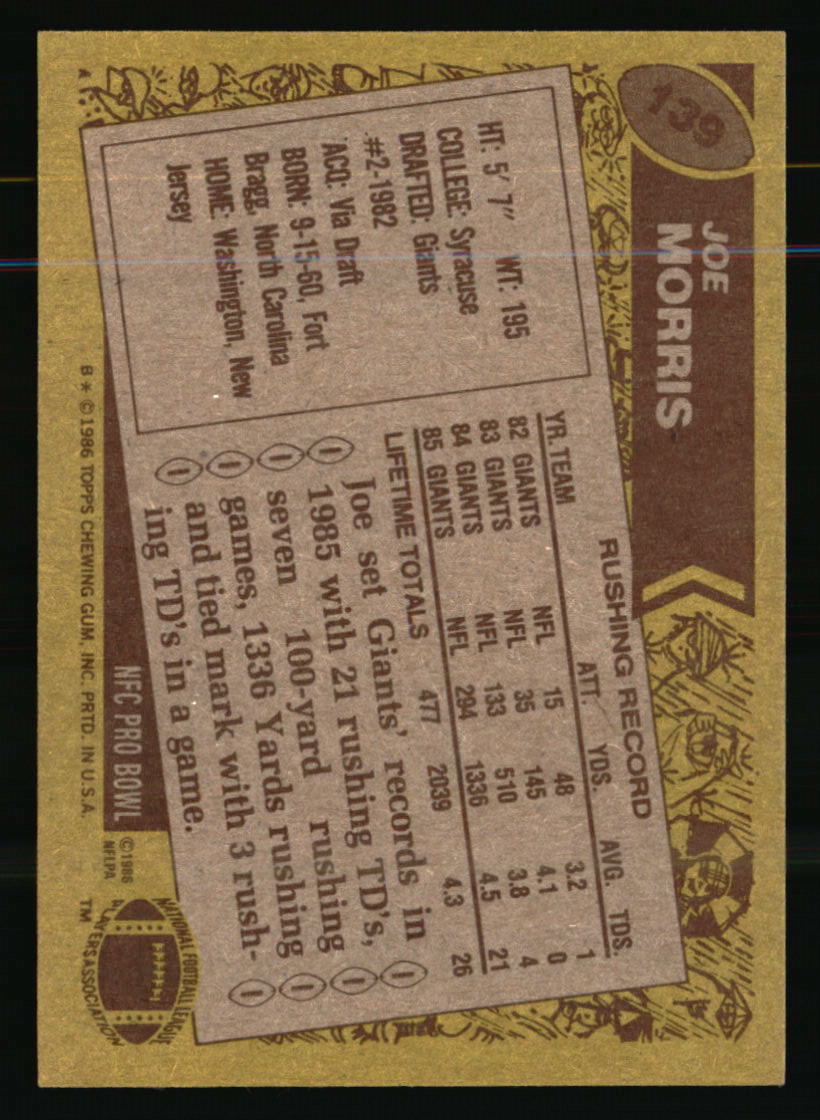 139
JOE
MORRIS
HT: 5' 7" WT: 195
COLLEGE: Syracuse
DRAFTED: Giants
#2-1982
ACQ: Via Draft
BORN: 9-15-60, Fort
Bragg, North Carolina
HOME: Washington, New
Jersey
RUSHING RECORD
YR. TEAM ATT. YDS. AVG. TDS.
82 GIANTS NFL 15 48 3.2 1
83 GIANTS NFL 35 145 4.1 0
84 GIANTS NFL 133 510 3.8 4
85 GIANTS NFL 294 1336 4.5 21
LIFETIME TOTALS 477 2039 4.3 26
Joe set Giants' records in
1985 with 21 rushing TD's,
seven 100-yard rushing
games, 1336 Yards rushing
and tied mark with 3 rush-
ing TD's in a game.
NFC PRO BOWL
©1986
NFLPA
B * © 1986 TOPPS CHEWING GUM, INC. PRTD. IN U.S.A.
NATIONAL FOOTBALL LEAGUE
PLAYERS ASSOCIATION
TM